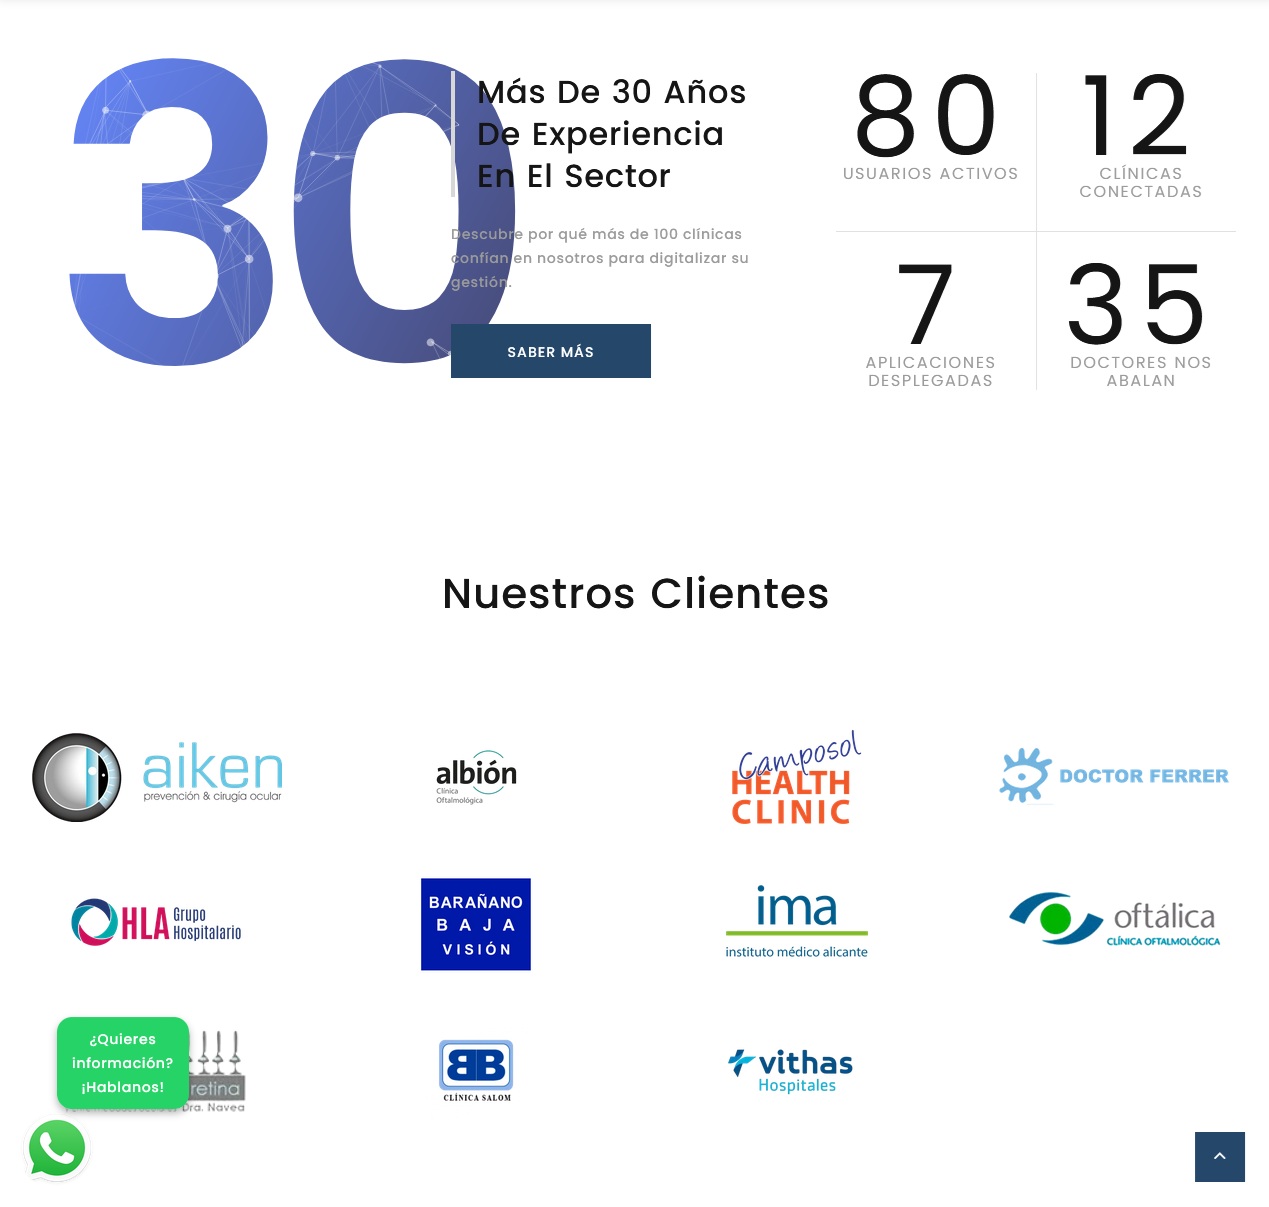 30
Más De 30 Años
De Experiencia
En El Sector
Descubre por qué más de 100 clínicas
confían en nosotros para digitalizar su
gestión.
SABER MÁS
80
USUARIOS ACTIVOS
12
CLÍNICAS
CONECTADAS
7
APLICACIONES
DESPLEGADAS
35
DOCTORES NOS
ABALAN
Nuestros Clientes
aiken
prevención & cirugía ocular
albión
Clínica
Oftalmológica
Camposol
HEALTH
CLINIC
DOCTOR FERRER
HLA Grupo
Hospitalario
BARAÑANO
BAJA
VISIÓN
ima
instituto médico alicante
oftálica
CLÍNICA OFTALMOLÓGICA
¿Quieres
información?
¡Hablanos!
retina
Dra. Navea
BB
CLÍNICA SALOM
vithas
Hospitales